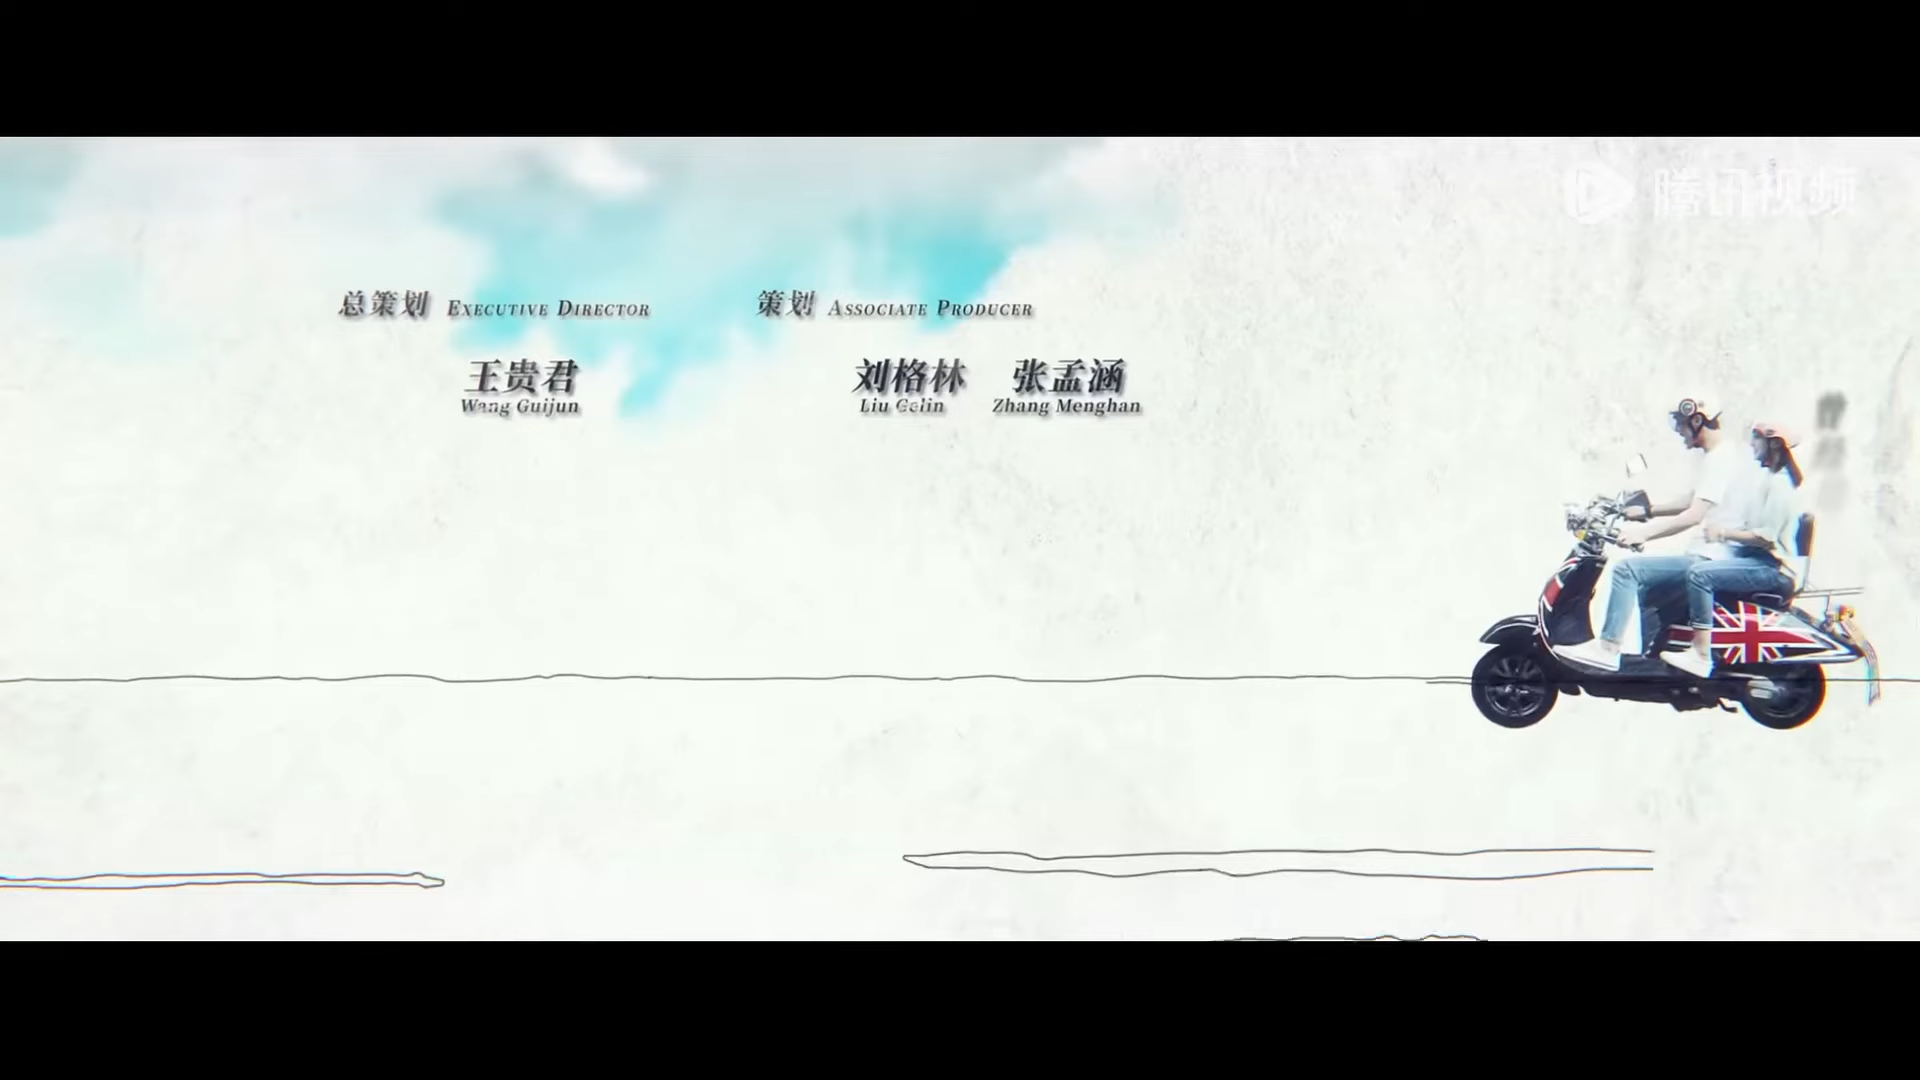 腾讯视频
总策划 EXECUTIVE DIRECTOR
王贵君
Wang Guijun
策划 ASSOCIATE PRODUCER
刘格林 张孟涵
Liu Gelin Zhang Menghan